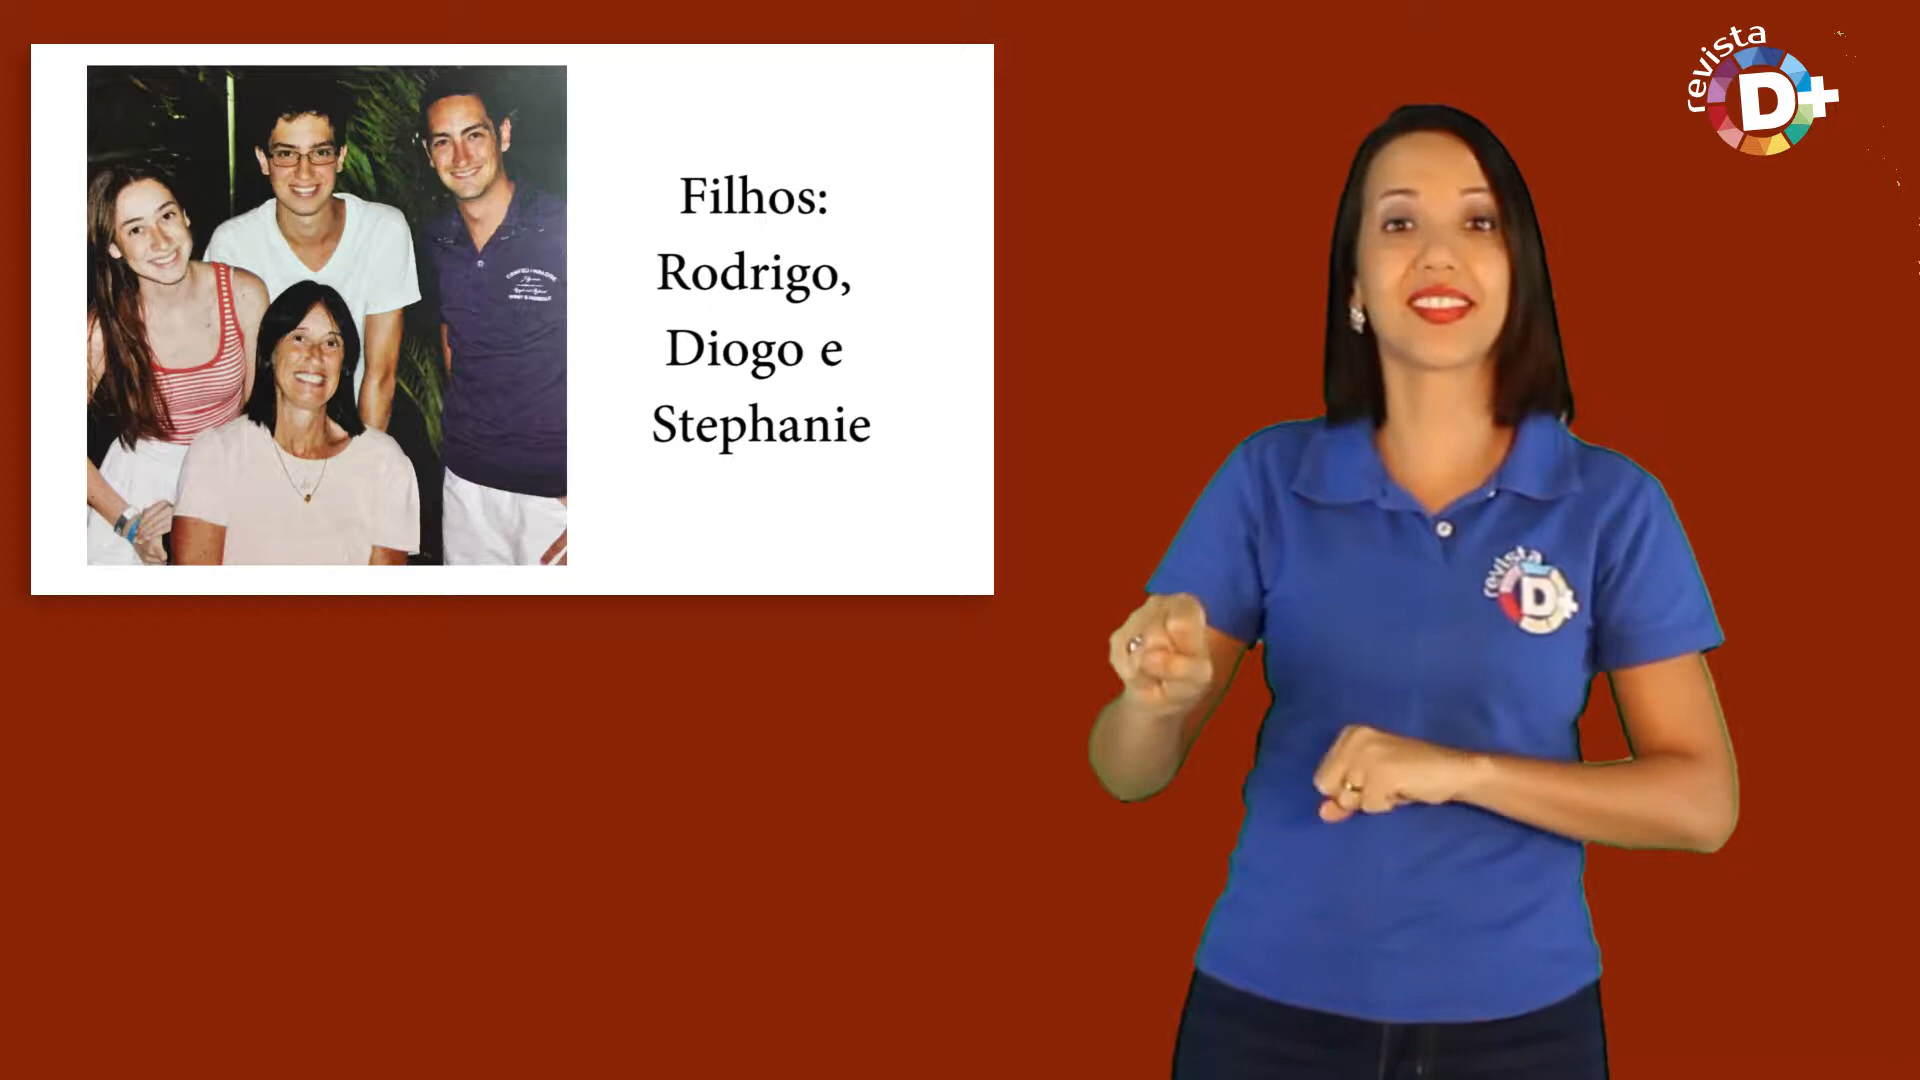 Filhos:
Rodrigo,
Diogo e
Stephanie
revista
D+
revista
D+